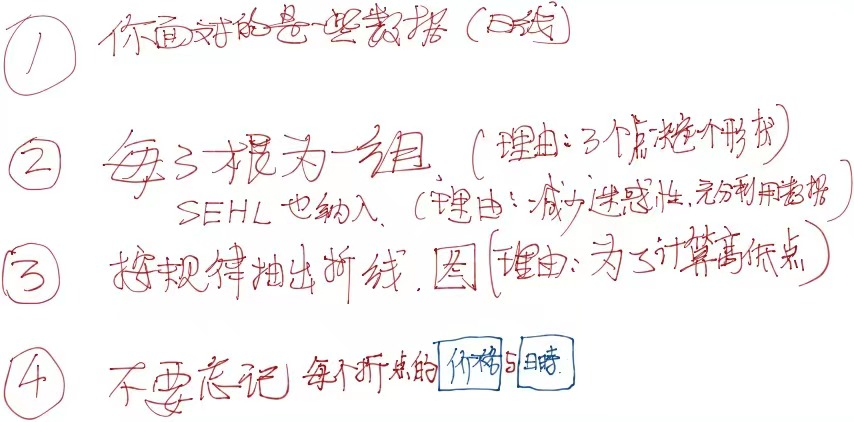 ① 你面对的是一些数据（日线）
② 每3根为一组.（理由：3个点决定个形状）
SEHL也纳入.（理由：减少迷惑性.充分利用数据）
③ 按规律抽出折线.图（理由：为了计算高低点）
④ 不要忘记 每个折点的 价格 与 日時.